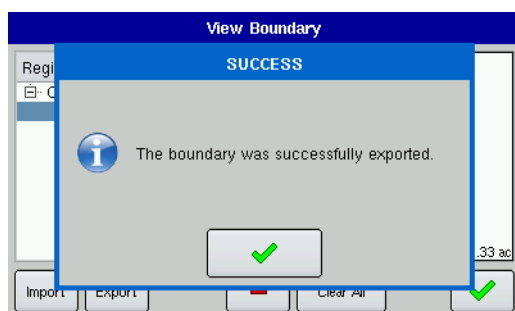 View Boundary
Regi
SUCCESS
The boundary was successfully exported.
.33 ac
Import
Export
Clear All